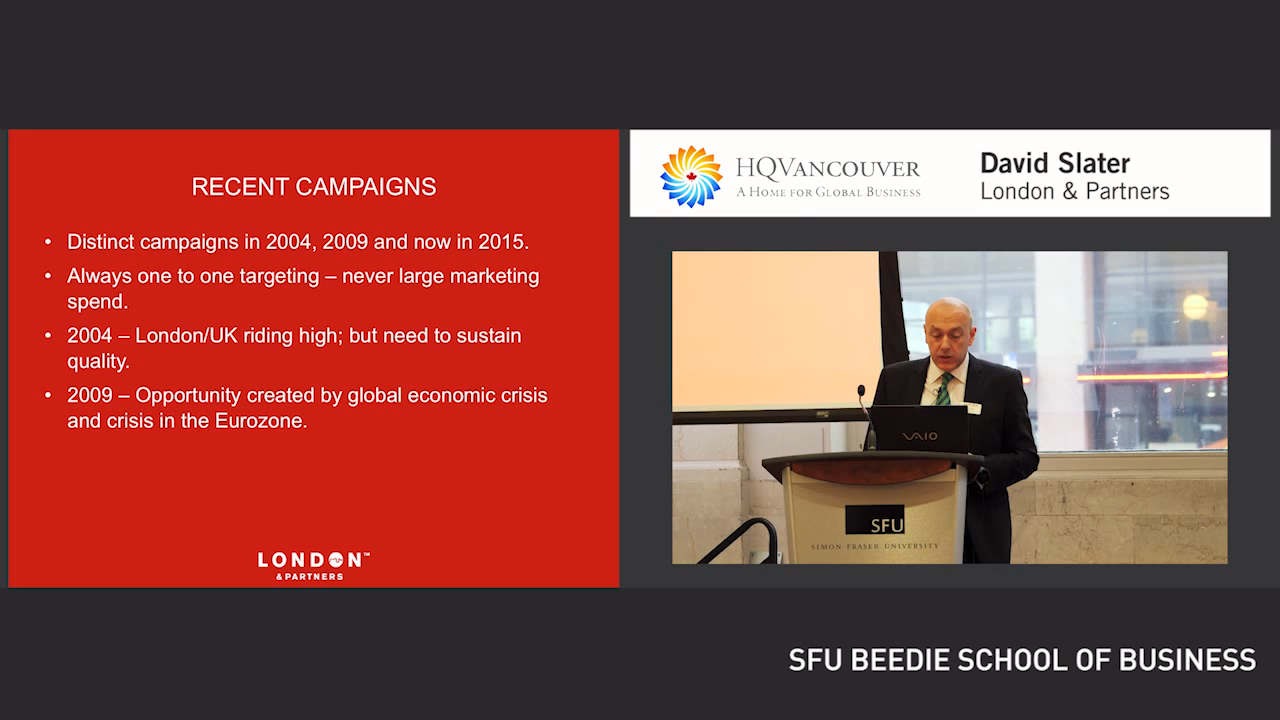 RECENT CAMPAIGNS
• Distinct campaigns in 2004, 2009 and now in 2015.
• Always one to one targeting – never large marketing
spend.
• 2004 – London/UK riding high; but need to sustain
quality.
• 2009 – Opportunity created by global economic crisis
and crisis in the Eurozone.
LONDON™
& PARTNERS
HQVANCOUVER
A HOME FOR GLOBAL BUSINESS
David Slater
London & Partners
VAIO
SFU
SIMON FRASER UNIVERSITY
SFU BEEDIE SCHOOL OF BUSINESS